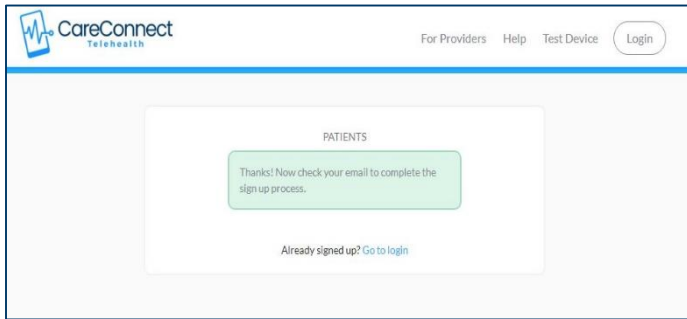 CareConnect
Telehealth
For Providers Help Test Device Login
PATIENTS
Thanks! Now check your email to complete the
sign up process.
Already signed up? Go to login